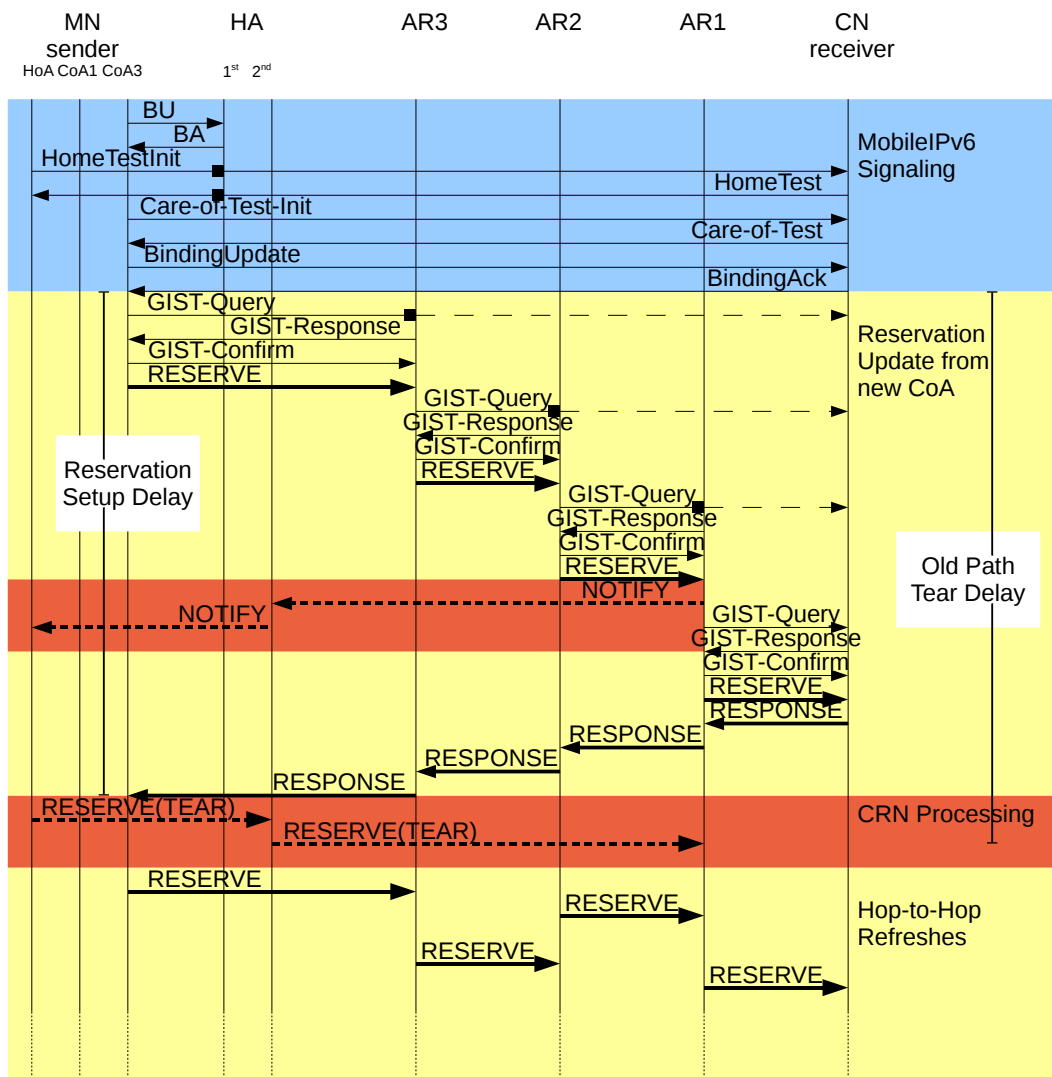 MN HA AR3 AR2 AR1 CN
sender receiver
HoA CoA1 CoA3 1st 2nd
BU
BA
MobileIPv6
Signaling
HomeTestInit
HomeTest
Care-of-Test-Init
Care-of-Test
BindingUpdate
BindingAck
GIST-Query
GIST-Response
GIST-Confirm
RESERVE
Reservation
Update from
new CoA
GIST-Query
GIST-Response
GIST-Confirm
RESERVE
Reservation
Setup Delay
GIST-Query
GIST-Response
GIST-Confirm
RESERVE
Old Path
Tear Delay
NOTIFY
NOTIFY
GIST-Query
GIST-Response
GIST-Confirm
RESERVE
RESPONSE
RESPONSE
RESPONSE
RESPONSE
RESERVE(TEAR)
CRN Processing
RESERVE(TEAR)
RESERVE
RESERVE
Hop-to-Hop
Refreshes
RESERVE
RESERVE